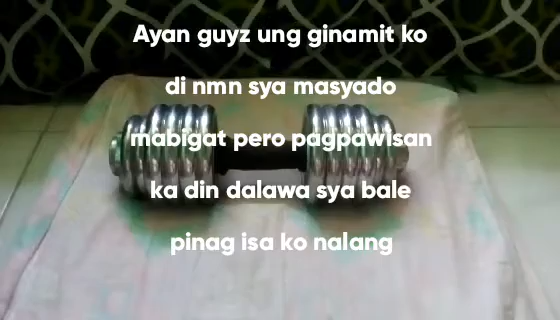 Ayan guyz ung ginamit ko
di nmn sya masyado
mabigat pero pagpawisan
ka din dalawa sya bale
pinag isa ko nalang